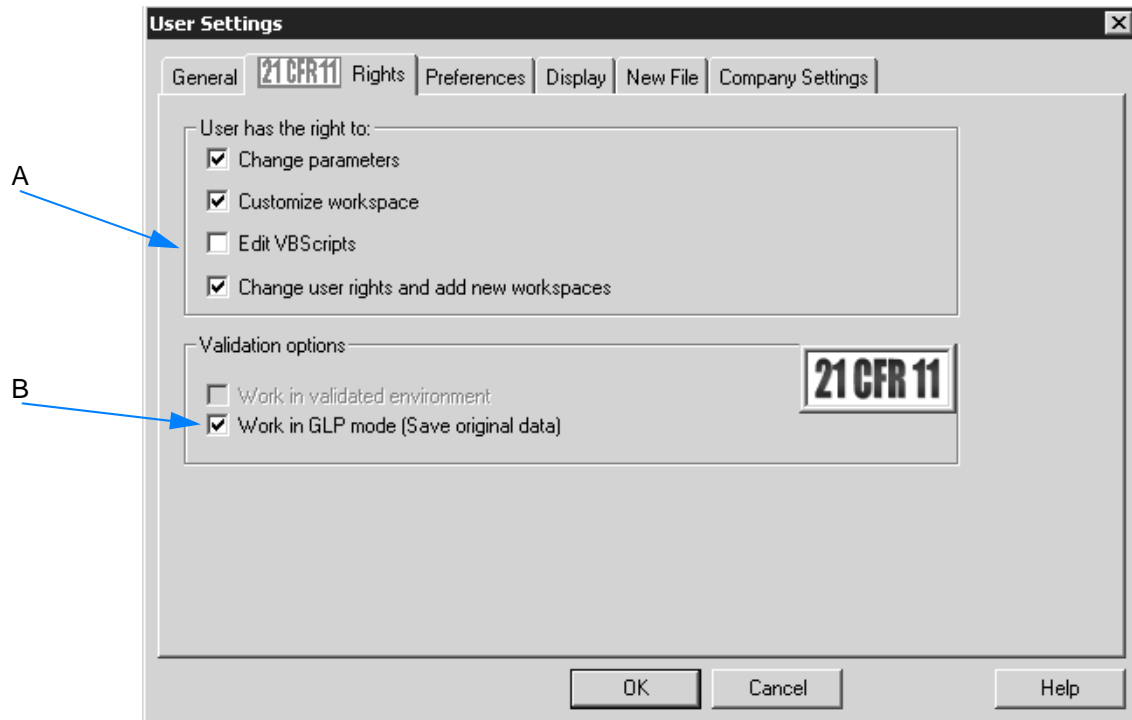 User Settings
General 21 CFR 11 Rights Preferences Display New File Company Settings
User has the right to:
Change parameters
A
Customize workspace
Edit VBScripts
Change user rights and add new workspaces
Validation options
21 CFR 11
B
Work in validated environment
Work in GLP mode (Save original data)
OK Cancel Help